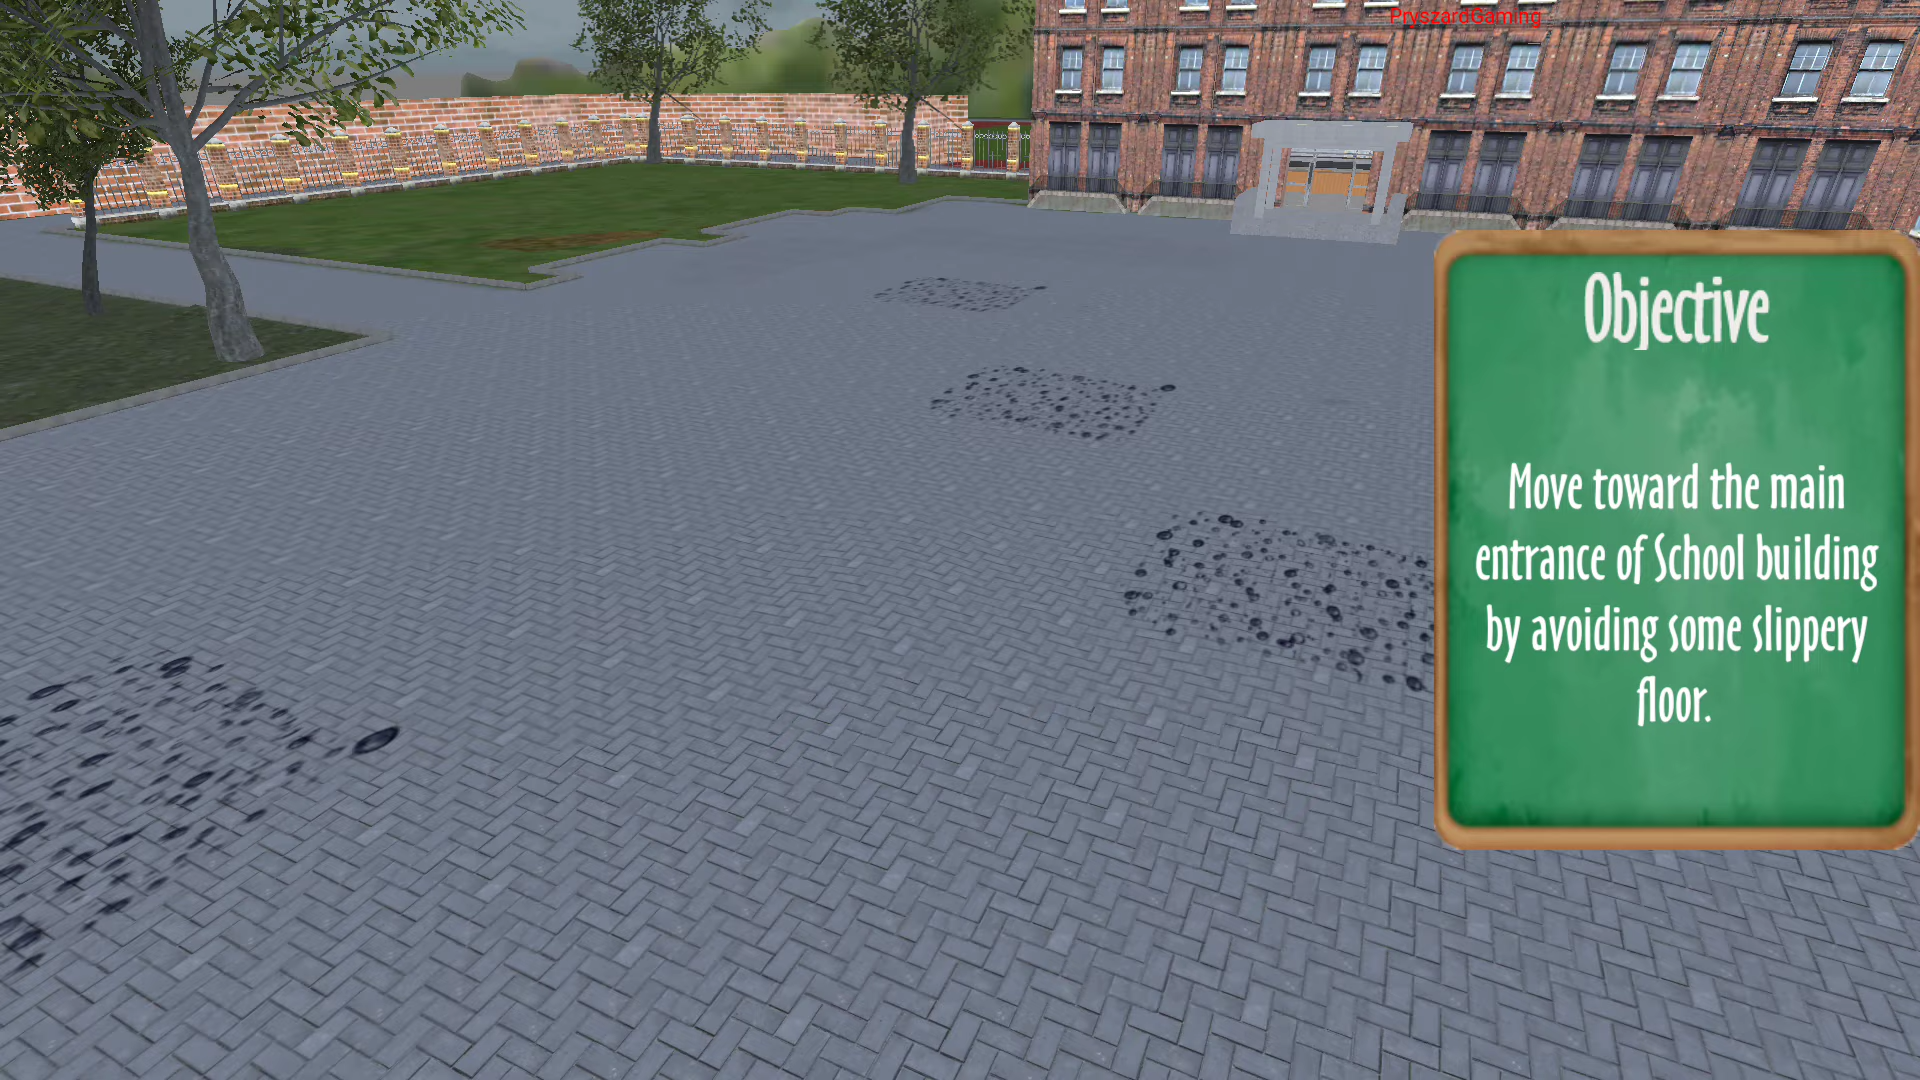 PryszardGaming
Objective
Move toward the main
entrance of School building
by avoiding some slippery
floor.